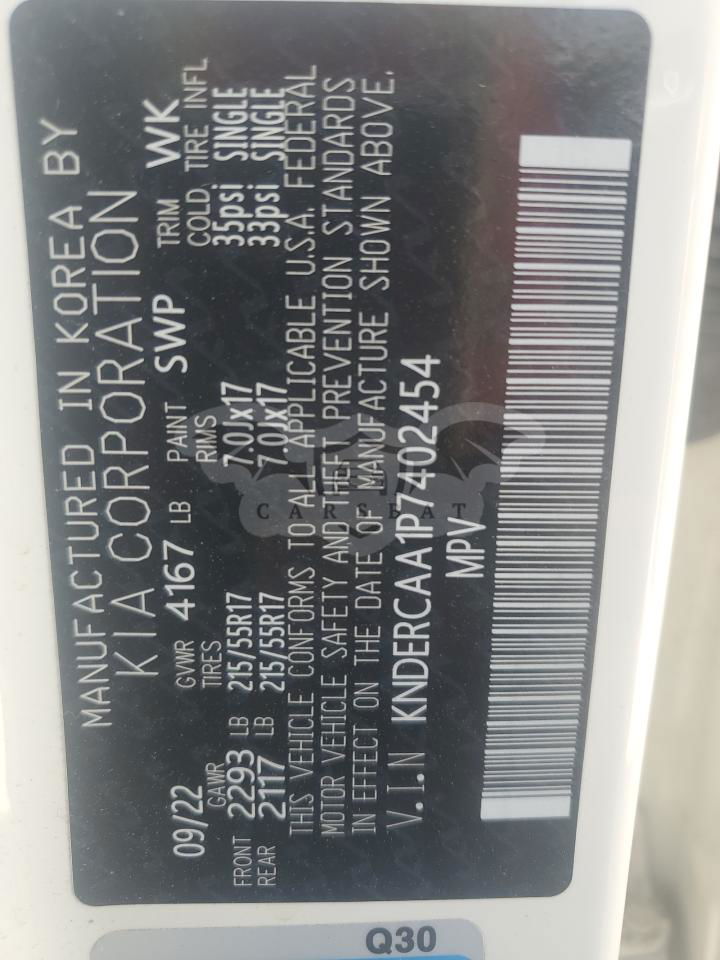 MANUFACTURED IN KOREA BY
KIA CORPORATION
09/22 GVWR 4167 LB PAINT SWP TRIM WK
GAWR TIRES RIMS COLD TIRE INFL
FRONT 2293 LB 215/55R17 7.0Jx17 35psi SINGLE
REAR 2117 LB 215/55R17 7.0Jx17 33psi SINGLE
THIS VEHICLE CONFORMS TO ALL APPLICABLE U.S.A. FEDERAL
MOTOR VEHICLE SAFETY AND THEFT PREVENTION STANDARDS
IN EFFECT ON THE DATE OF MANUFACTURE SHOWN ABOVE.
V.I.N KNDERCAA1P7402454
MPV
CARSBAT
Q30